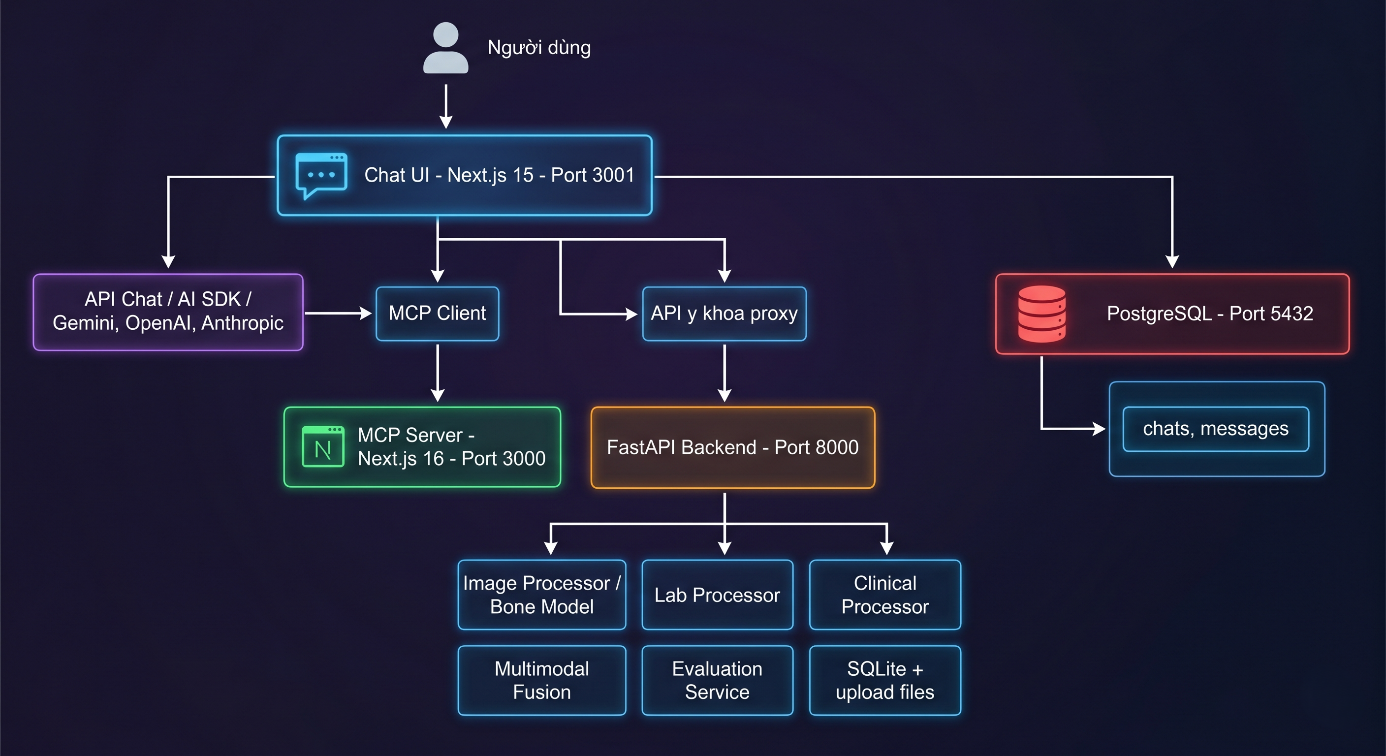 Người dùng
Chat UI - Next.js 15 - Port 3001
API Chat / AI SDK /
Gemini, OpenAI, Anthropic
MCP Client
API y khoa proxy
PostgreSQL - Port 5432
chats, messages
N
MCP Server -
Next.js 16 - Port 3000
FastAPI Backend - Port 8000
Image Processor /
Bone Model
Lab Processor
Clinical
Processor
Multimodal
Fusion
Evaluation
Service
SQLite +
upload files